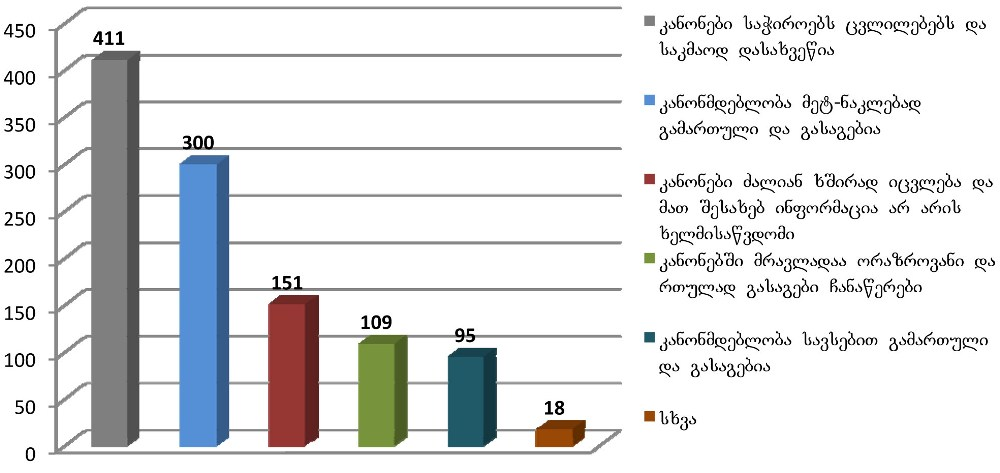 450
400
350
300
250
200
150
100
50
0
411
300
151
109
95
18
კანონები საჭიროებს ცვლილებებს და
საკმაოდ დასახვეწია
კანონმდებლობა მეტ-ნაკლებად
გამართული და გასაგებია
კანონები ძალიან ხშირად იცვლება და
მათ შესახებ ინფორმაცია არ არის
ხელმისაწვდომი
კანონებში მრავლადაა ორაზროვანი და
რთულად გასაგები ჩანაწერები
კანონმდებლობა სავსებით გამართული
და გასაგებია
სხვა